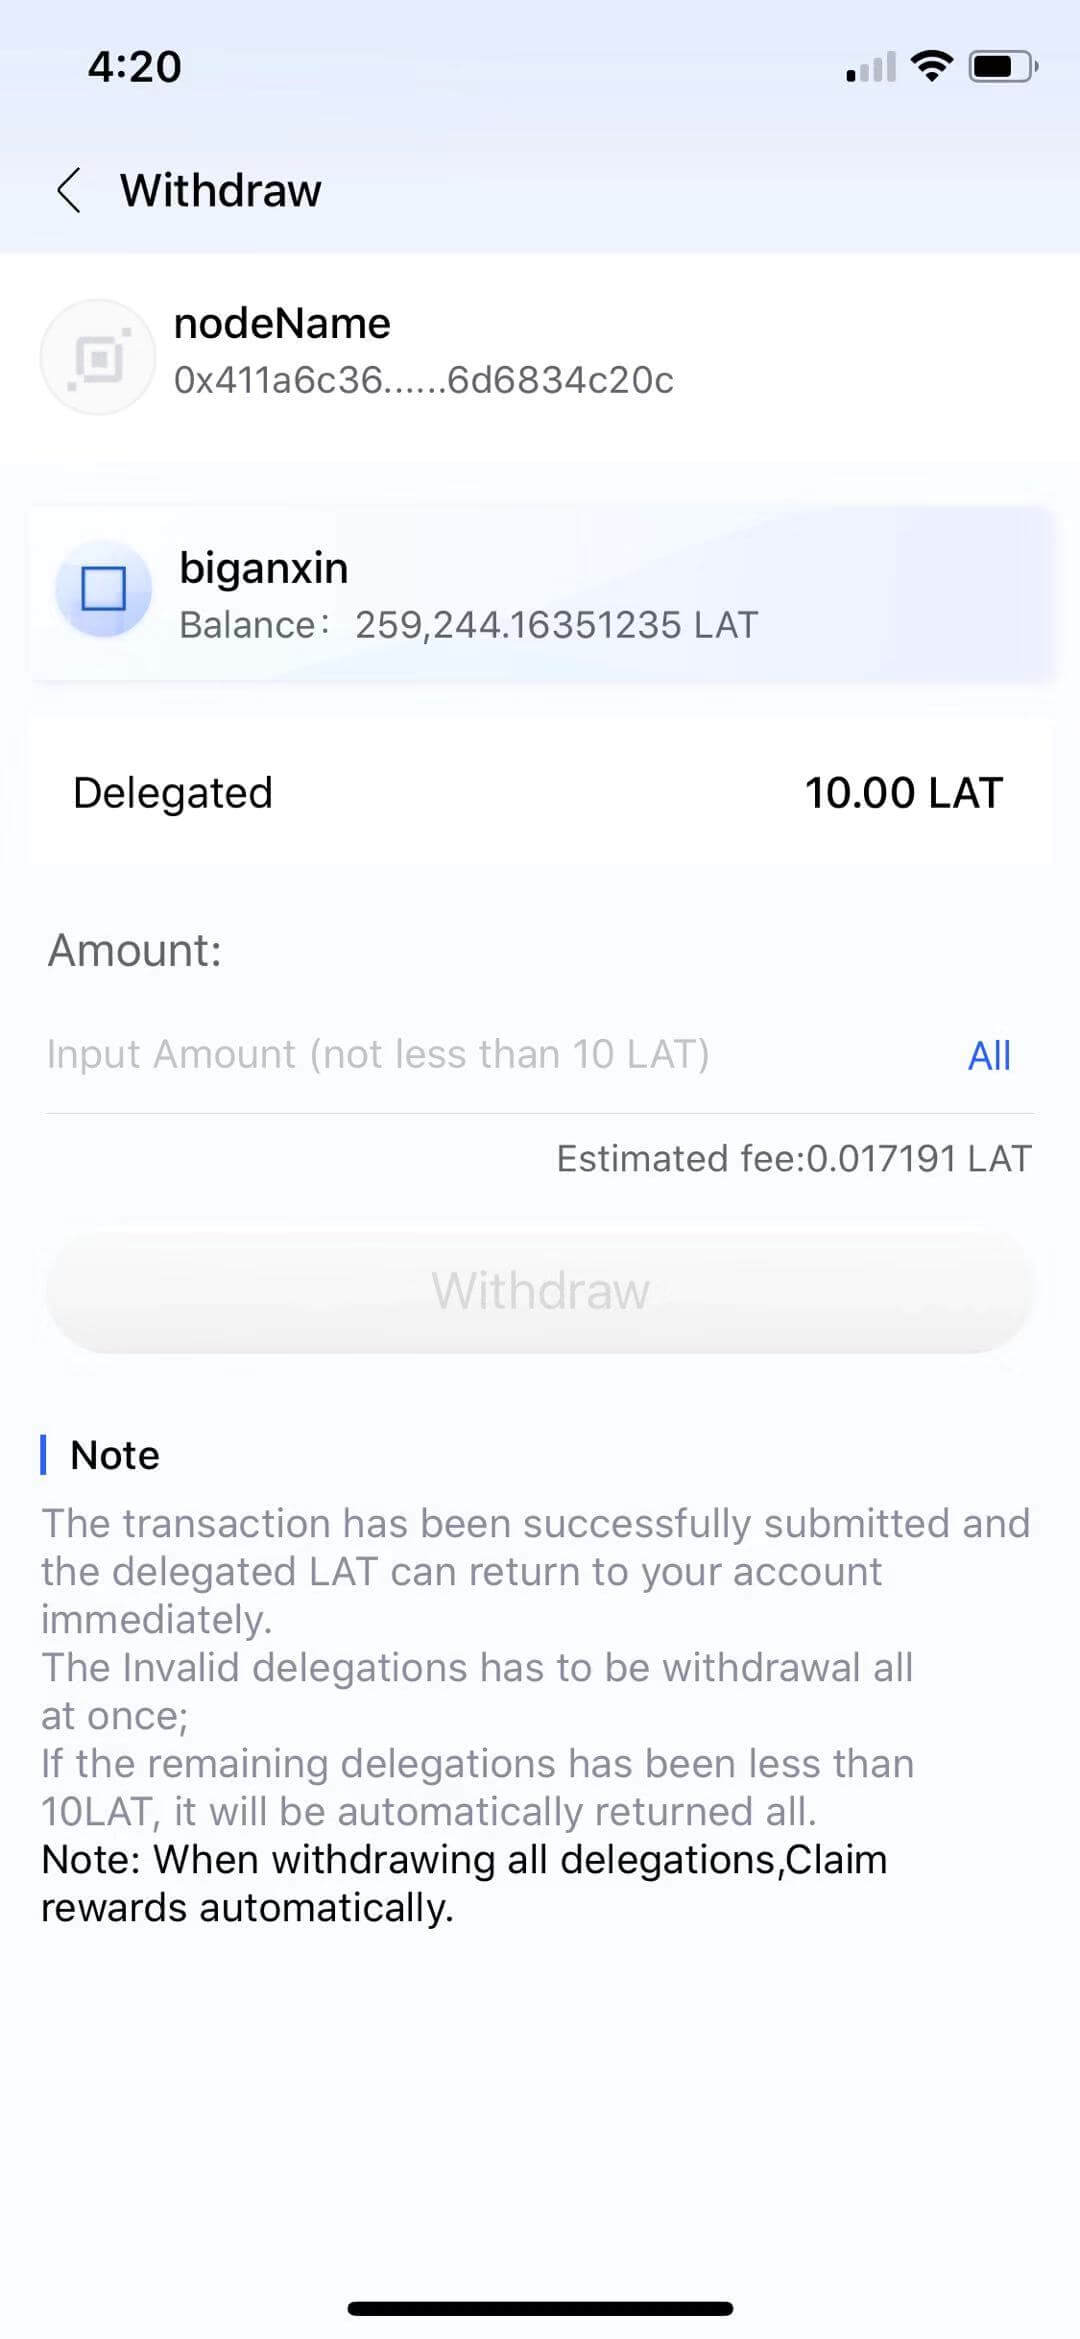 4:20
Withdraw
nodeName
0x411a6c36......6d6834c20c
biganxin
Balance： 259,244.16351235 LAT
Delegated 10.00 LAT
Amount:
Input Amount (not less than 10 LAT) All
Estimated fee:0.017191 LAT
Withdraw
Note
The transaction has been successfully submitted and
the delegated LAT can return to your account
immediately.
The Invalid delegations has to be withdrawal all
at once;
If the remaining delegations has been less than
10LAT, it will be automatically returned all.
Note: When withdrawing all delegations,Claim
rewards automatically.